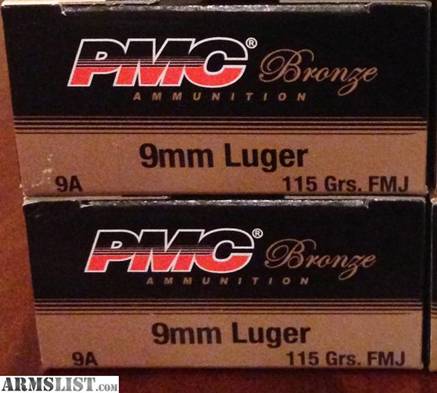 PMC® Bronze
AMMUNITION
9mm Luger
9A 115 Grs. FMJ
PMC® Bronze
AMMUNITION
9mm Luger
9A 115 Grs. FMJ
ARMSLIST.com